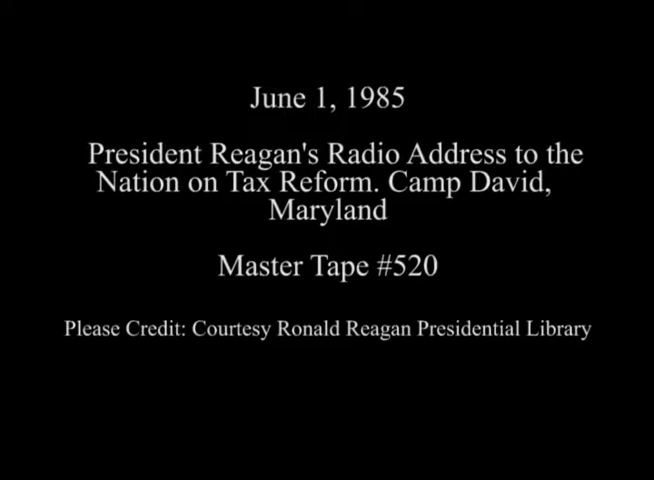 June 1, 1985
President Reagan's Radio Address to the
Nation on Tax Reform. Camp David,
Maryland
Master Tape #520
Please Credit: Courtesy Ronald Reagan Presidential Library